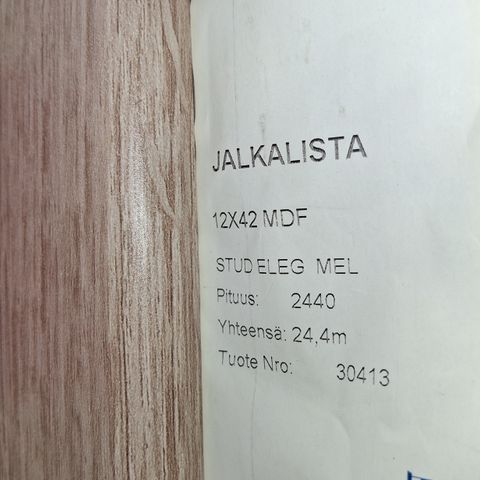 JALKALISTA
12X42 MDF
STUD ELEG MEL
Pituus: 2440
Yhteensä: 24,4m
Tuote Nro: 30413